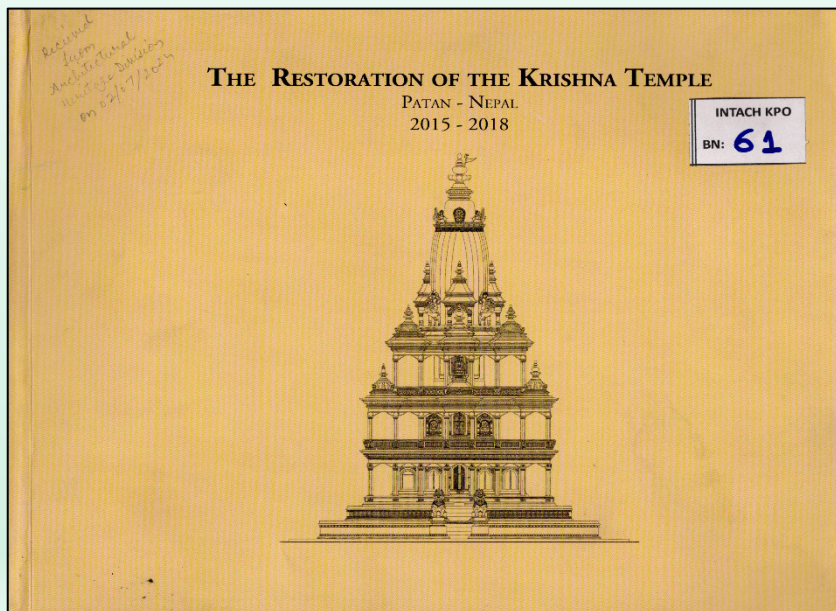 Recieved
from
Architectural
Heritage Division
on 02/07/2024
THE RESTORATION OF THE KRISHNA TEMPLE
PATAN - NEPAL
2015 - 2018
INTACH KPO
BN: 61